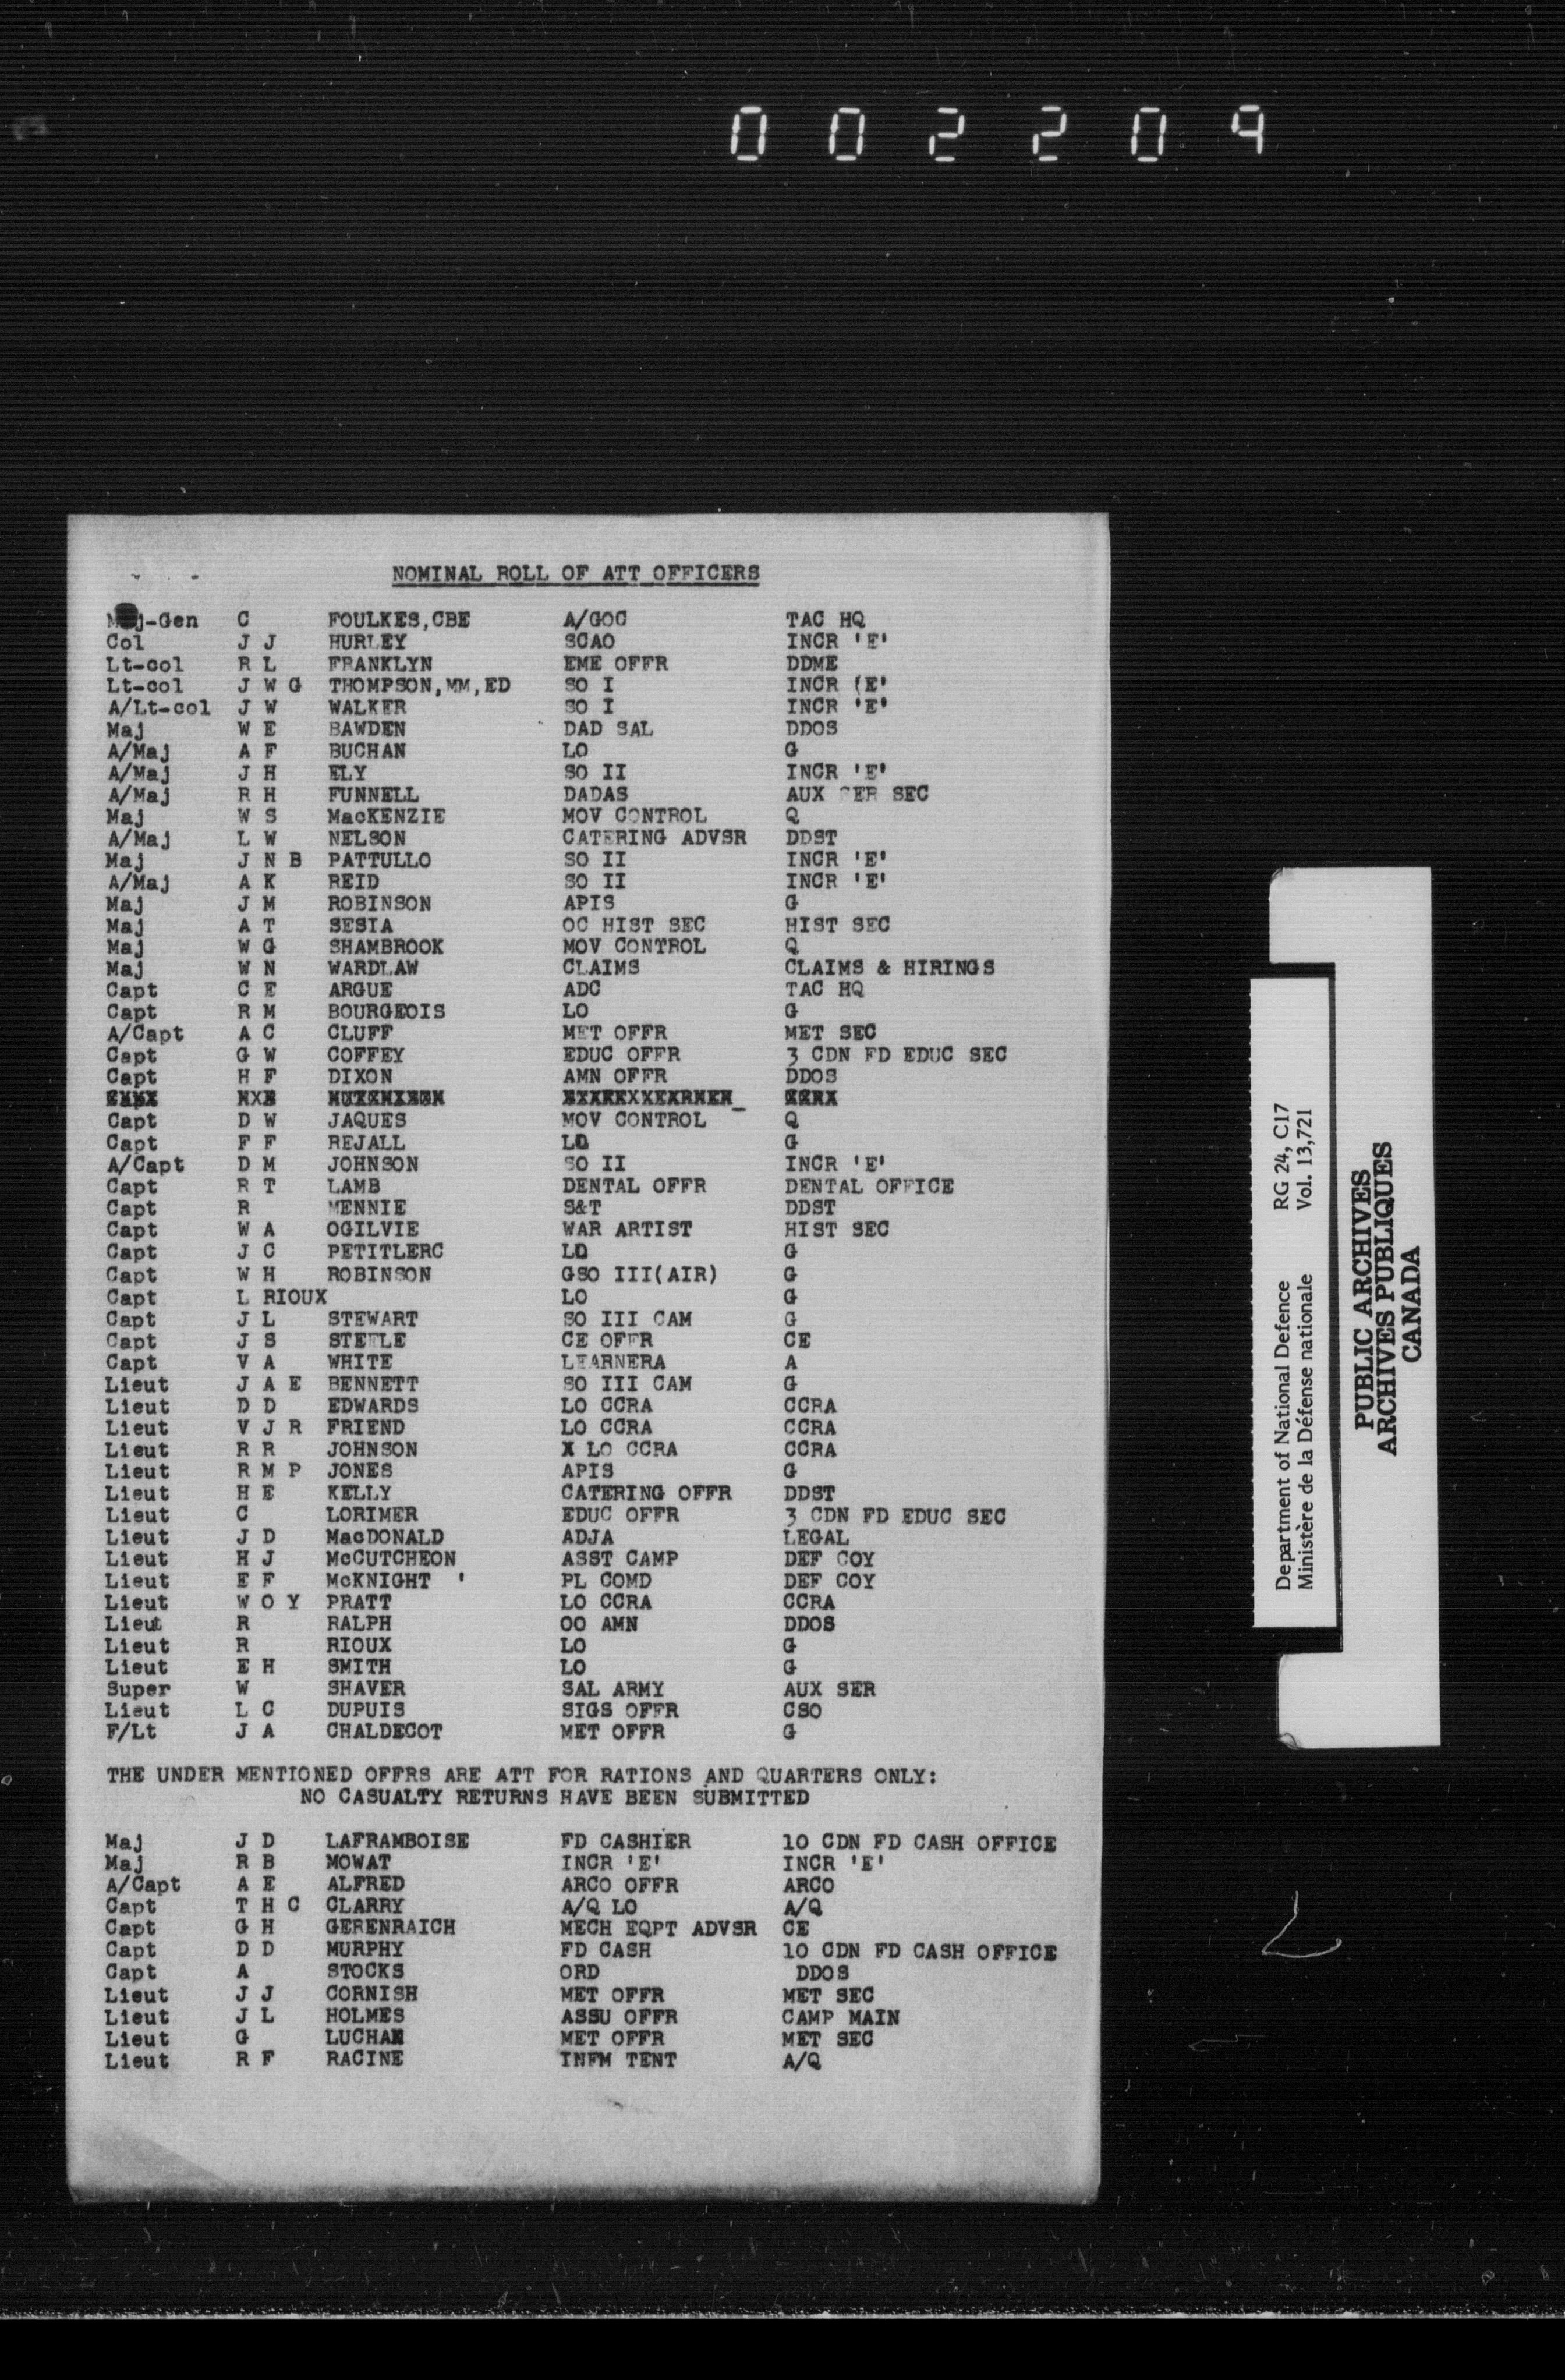 002209
NOMINAL ROLL OF ATT OFFICERS
Maj-Gen C FOULKES,CBE A/GOC TAC HQ
Col J J HURLEY SCAO INCR 'E'
Lt-col R L FRANKLYN EME OFFR DDME
Lt-col J W G THOMPSON,MM,ED SO I INCR (E'
A/Lt-col J W WALKER SO I INCR 'E'
Maj W E BAWDEN DAD SAL DDOS
A/Maj A F BUCHAN LO G
A/Maj J H ELY SO II INCR 'E'
A/Maj R H FUNNELL DADAS AUX SER SEC
Maj W S MacKENZIE MOV CONTROL Q
A/Maj L W NELSON CATERING ADVSR DDST
Maj J N B PATTULLO SO II INCR 'E'
A/Maj A K REID SO II INCR 'E'
Maj J M ROBINSON APIS G
Maj A T SESIA OC HIST SEC HIST SEC
Maj W G SHAMBROOK MOV CONTROL Q
Maj W N WARDLAW CLAIMS CLAIMS & HIRINGS
Capt C E ARGUE ADC TAC HQ
Capt R M BOURGEOIS LO G
A/Capt A C CLUFF MET OFFR MET SEC
Capt G W COFFEY EDUC OFFR 3 CDN FD EDUC SEC
Capt H F DIXON AMN OFFR DDOS
Capt D W JAQUES MOV CONTROL Q
Capt F F REJALL LO G
A/Capt D M JOHNSON SO II INCR 'E'
Capt R T LAMB DENTAL OFFR DENTAL OFFICE
Capt R MENNIE S&T DDST
Capt W A OGILVIE WAR ARTIST HIST SEC
Capt J C PETITLERC LO G
Capt W H ROBINSON GSO III(AIR) G
Capt L RIOUX LO G
Capt J L STEWART SO III CAM G
Capt J S STEELE CE OFFR CE
Capt V A WHITE LEARNERA A
Lieut J A E BENNETT SO III CAM G
Lieut D D EDWARDS LO CCRA CCRA
Lieut V J R FRIEND LO CCRA CCRA
Lieut R R JOHNSON X LO CCRA CCRA
Lieut R M P JONES APIS G
Lieut H E KELLY CATERING OFFR DDST
Lieut C LORIMER EDUC OFFR 3 CDN FD EDUC SEC
Lieut J D MacDONALD ADJA LEGAL
Lieut H J McCUTCHEON ASST CAMP DEF COY
Lieut E F McKNIGHT ' PL COMD DEF COY
Lieut W O Y PRATT LO CCRA CCRA
Lieut R RALPH OO AMN DDOS
Lieut R RIOUX LO G
Lieut E H SMITH LO G
Super W SHAVER SAL ARMY AUX SER
Lieut L C DUPUIS SIGS OFFR CSO
F/Lt J A CHALDECOT MET OFFR G
THE UNDER MENTIONED OFFRS ARE ATT FOR RATIONS AND QUARTERS ONLY:
NO CASUALTY RETURNS HAVE BEEN SUBMITTED
Maj J D LAFRAMBOISE FD CASHIER 10 CDN FD CASH OFFICE
Maj R B MOWAT INCR 'E' INCR 'E'
A/Capt A E ALFRED ARCO OFFR ARCO
Capt T H C CLARRY A/Q LO A/Q
Capt G H GERENRAICH MECH EQPT ADVSR CE
Capt D D MURPHY FD CASH 10 CDN FD CASH OFFICE
Capt A STOCKS ORD DDOS
Lieut J J CORNISH MET OFFR MET SEC
Lieut J L HOLMES ASSU OFFR CAMP MAIN
Lieut G LUCHAN MET OFFR MET SEC
Lieut R F RACINE INFM TENT A/Q
Department of National Defence RG 24, C17
Ministère de la Défense nationale Vol. 13,721
PUBLIC ARCHIVES
ARCHIVES PUBLIQUES
CANADA